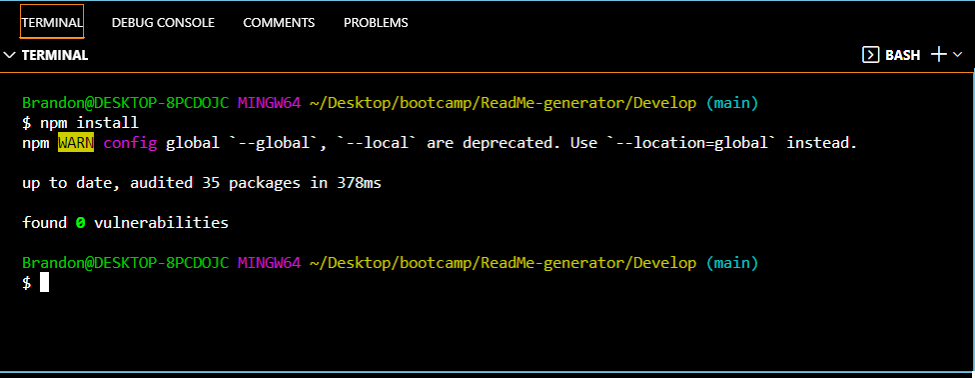 TERMINAL DEBUG CONSOLE COMMENTS PROBLEMS
TERMINAL BASH
Brandon@DESKTOP-8PCDOJC MINGW64 ~/Desktop/bootcamp/ReadMe-generator/Develop (main)
$ npm install
npm WARN config global `--global`, `--local` are deprecated. Use `--location=global` instead.
up to date, audited 35 packages in 378ms
found 0 vulnerabilities
Brandon@DESKTOP-8PCDOJC MINGW64 ~/Desktop/bootcamp/ReadMe-generator/Develop (main)
$